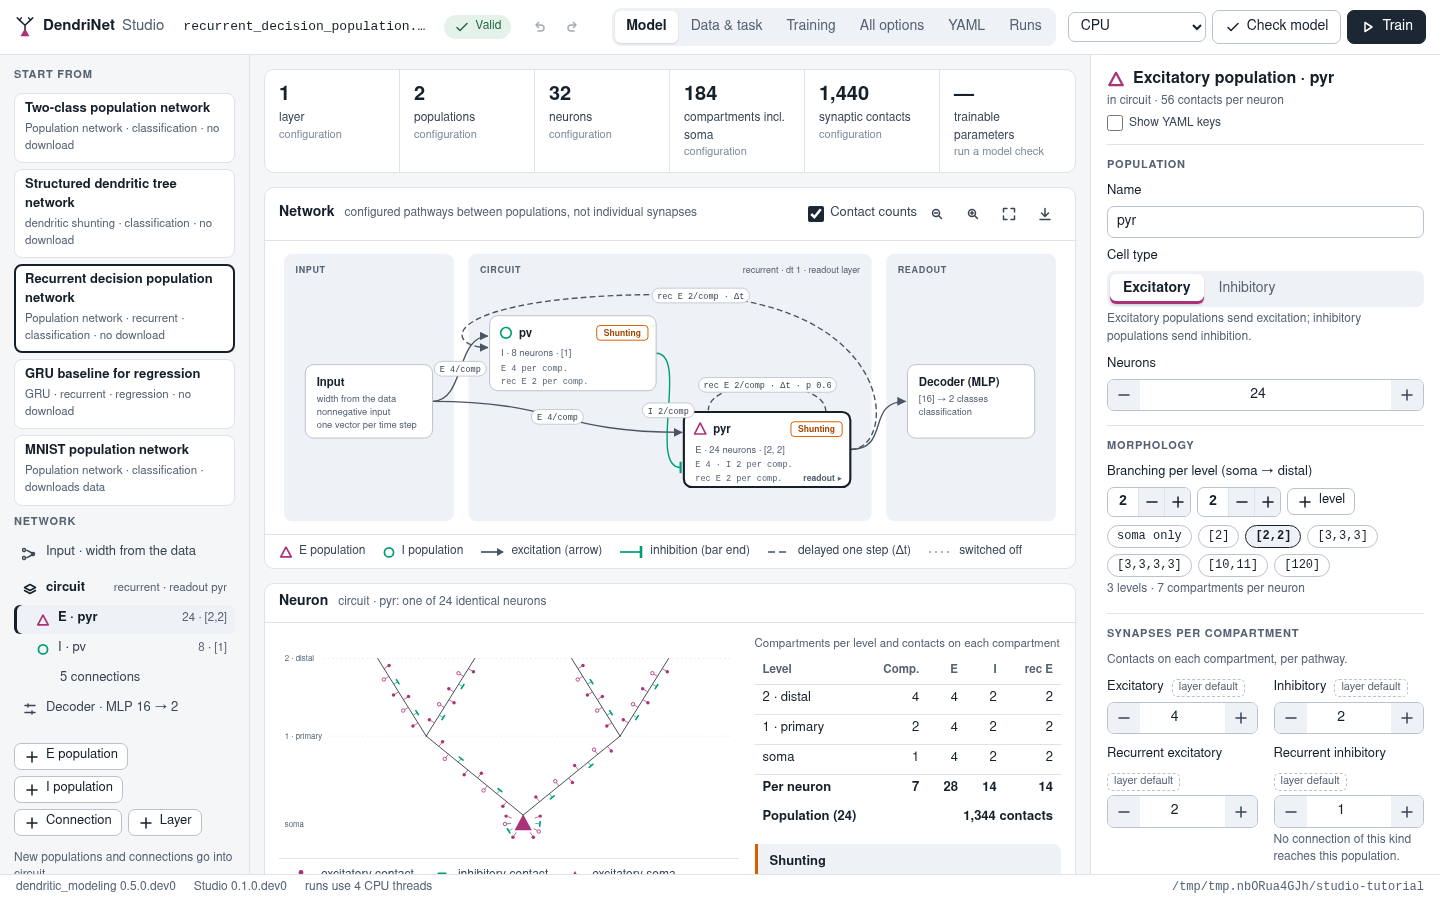 DendriNet Studio
recurrent_decision_population....
Valid
Model Data & task Training All options YAML Runs
CPU
Check model
Train
START FROM
Two-class population network
Population network · classification · no
download
Structured dendritic tree
network
dendritic shunting · classification · no
download
Recurrent decision population
network
Population network · recurrent ·
classification · no download
GRU baseline for regression
GRU · recurrent · regression · no
download
MNIST population network
Population network · classification ·
downloads data
NETWORK
Input · width from the data
circuit recurrent · readout pyr
E · pyr 24 · [2,2]
I · pv 8 · [1]
5 connections
Decoder · MLP 16 → 2
E population
I population
Connection
Layer
New populations and connections go into
circuit.
1
layer
configuration
2
populations
configuration
32
neurons
configuration
184
compartments incl.
soma
configuration
1,440
synaptic contacts
configuration
—
trainable
parameters
run a model check
Network configured pathways between populations, not individual synapses
Contact counts
INPUT
CIRCUIT
recurrent · dt 1 · readout layer
READOUT
rec E 2/comp · Δt
pv
Shunting
I · 8 neurons · [1]
E 4 per comp.
rec E 2 per comp.
E 4/comp
Input
width from the data
nonnegative input
one vector per time step
rec E 2/comp · Δt · p 0.6
I 2/comp
E 4/comp
pyr
Shunting
E · 24 neurons · [2, 2]
E 4 · I 2 per comp.
rec E 2 per comp.
readout ▸
Decoder (MLP)
[16] → 2 classes
classification
E population
I population
excitation (arrow)
inhibition (bar end)
delayed one step (Δt)
switched off
Neuron circuit · pyr: one of 24 identical neurons
2 · distal
1 · primary
soma
excitatory contact
inhibitory contact
excitatory soma
Compartments per level and contacts on each compartment
Level Comp. E I rec E
2 · distal 4 4 2 2
1 · primary 2 4 2 2
soma 1 4 2 2
Per neuron 7 28 14 14
Population (24) 1,344 contacts
Shunting
Excitatory population · pyr
in circuit · 56 contacts per neuron
Show YAML keys
POPULATION
Name
pyr
Cell type
Excitatory Inhibitory
Excitatory populations send excitation; inhibitory
populations send inhibition.
Neurons
− 24 +
MORPHOLOGY
Branching per level (soma → distal)
2 − + 2 − + + level
soma only [2] [2,2] [3,3,3]
[3,3,3,3] [10,11] [120]
3 levels · 7 compartments per neuron
SYNAPSES PER COMPARTMENT
Contacts on each compartment, per pathway.
Excitatory layer default
− 4 +
Inhibitory layer default
− 2 +
Recurrent excitatory
layer default
− 2 +
Recurrent inhibitory
layer default
− 1 +
No connection of this kind
reaches this population.
dendritic_modeling 0.5.0.dev0 Studio 0.1.0.dev0 runs use 4 CPU threads
/tmp/tmp.nbORua4GJh/studio-tutorial